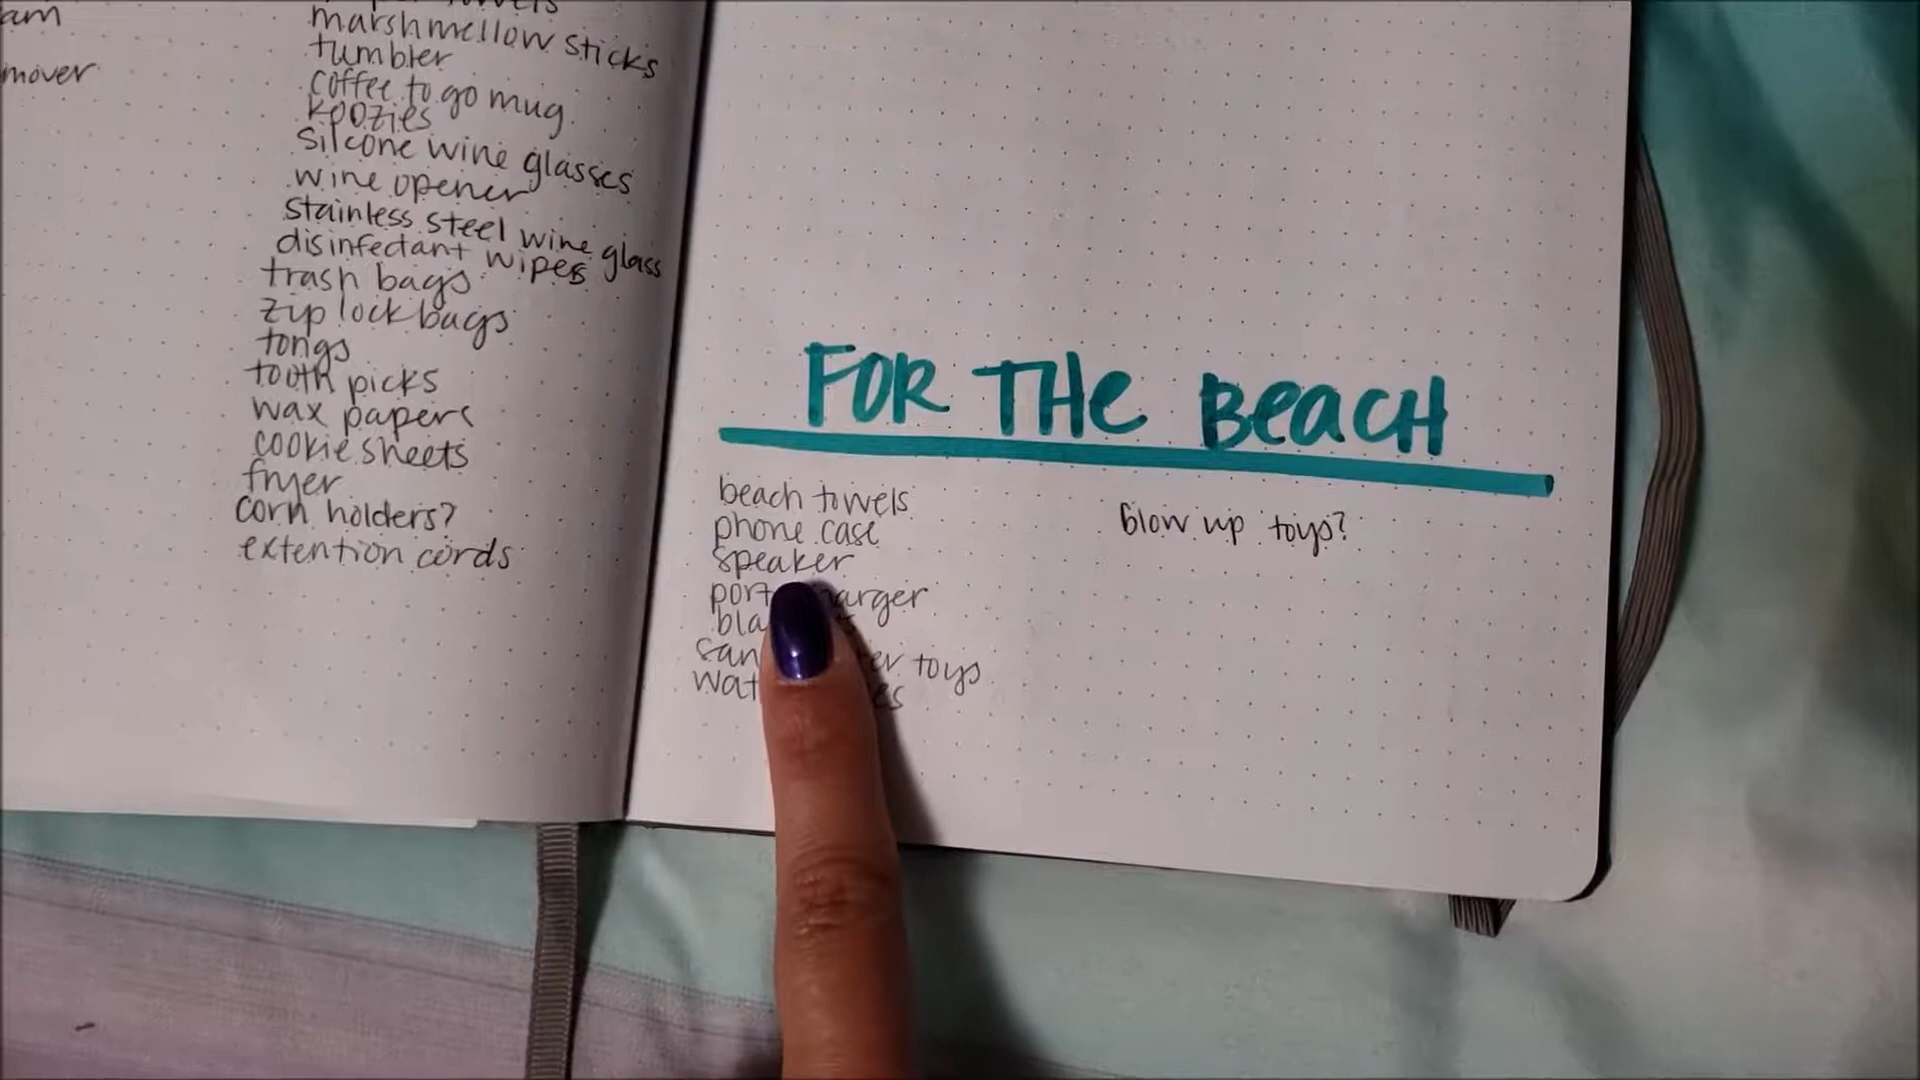 am
mover
marshmellow sticks
tumbler
coffee to go mug
koozies
silcone wine glasses
wine opener
stainless steel wine glass
disinfectant wipes
trash bags
zip lock bags
tongs
tooth picks
wax papers
cookie sheets
fryer
corn holders?
extention cords
FOR THE BEACH
beach towels
phone case
speaker
toys
blow up toys?